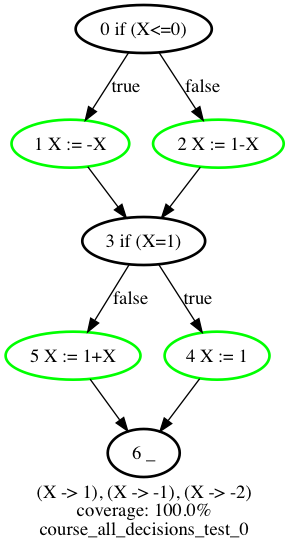 0 if (X<=0)
true
false
1 X := -X
2 X := 1-X
3 if (X=1)
false
true
5 X := 1+X
4 X := 1
6 _
(X -> 1), (X -> -1), (X -> -2)
coverage: 100.0%
course_all_decisions_test_0